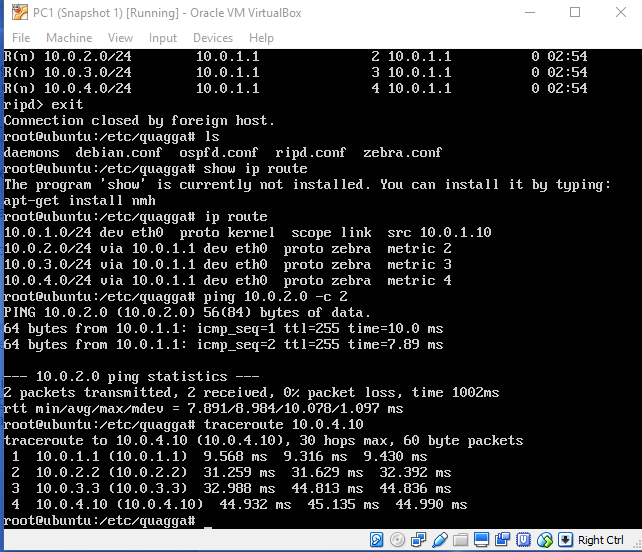 PC1 (Snapshot 1) [Running] - Oracle VM VirtualBox
File Machine View Input Devices Help
R(n) 10.0.2.0/24 10.0.1.1 2 10.0.1.1 0 02:54
R(n) 10.0.3.0/24 10.0.1.1 3 10.0.1.1 0 02:54
R(n) 10.0.4.0/24 10.0.1.1 4 10.0.1.1 0 02:54
ripd> exit
Connection closed by foreign host.
root@ubuntu:/etc/quagga# ls
daemons debian.conf ospfd.conf ripd.conf zebra.conf
root@ubuntu:/etc/quagga# show ip route
The program 'show' is currently not installed. You can install it by typing:
apt-get install nmh
root@ubuntu:/etc/quagga# ip route
10.0.1.0/24 dev eth0 proto kernel scope link src 10.0.1.10
10.0.2.0/24 via 10.0.1.1 dev eth0 proto zebra metric 2
10.0.3.0/24 via 10.0.1.1 dev eth0 proto zebra metric 3
10.0.4.0/24 via 10.0.1.1 dev eth0 proto zebra metric 4
root@ubuntu:/etc/quagga# ping 10.0.2.0 -c 2
PING 10.0.2.0 (10.0.2.0) 56(84) bytes of data.
64 bytes from 10.0.1.1: icmp_seq=1 ttl=255 time=10.0 ms
64 bytes from 10.0.1.1: icmp_seq=2 ttl=255 time=7.89 ms
--- 10.0.2.0 ping statistics ---
2 packets transmitted, 2 received, 0% packet loss, time 1002ms
rtt min/avg/max/mdev = 7.891/8.984/10.078/1.097 ms
root@ubuntu:/etc/quagga# traceroute 10.0.4.10
traceroute to 10.0.4.10 (10.0.4.10), 30 hops max, 60 byte packets
1 10.0.1.1 (10.0.1.1) 9.568 ms 9.316 ms 9.430 ms
2 10.0.2.2 (10.0.2.2) 31.259 ms 31.629 ms 32.392 ms
3 10.0.3.3 (10.0.3.3) 32.988 ms 44.813 ms 44.836 ms
4 10.0.4.10 (10.0.4.10) 44.932 ms 45.135 ms 44.990 ms
root@ubuntu:/etc/quagga# _
Right Ctrl